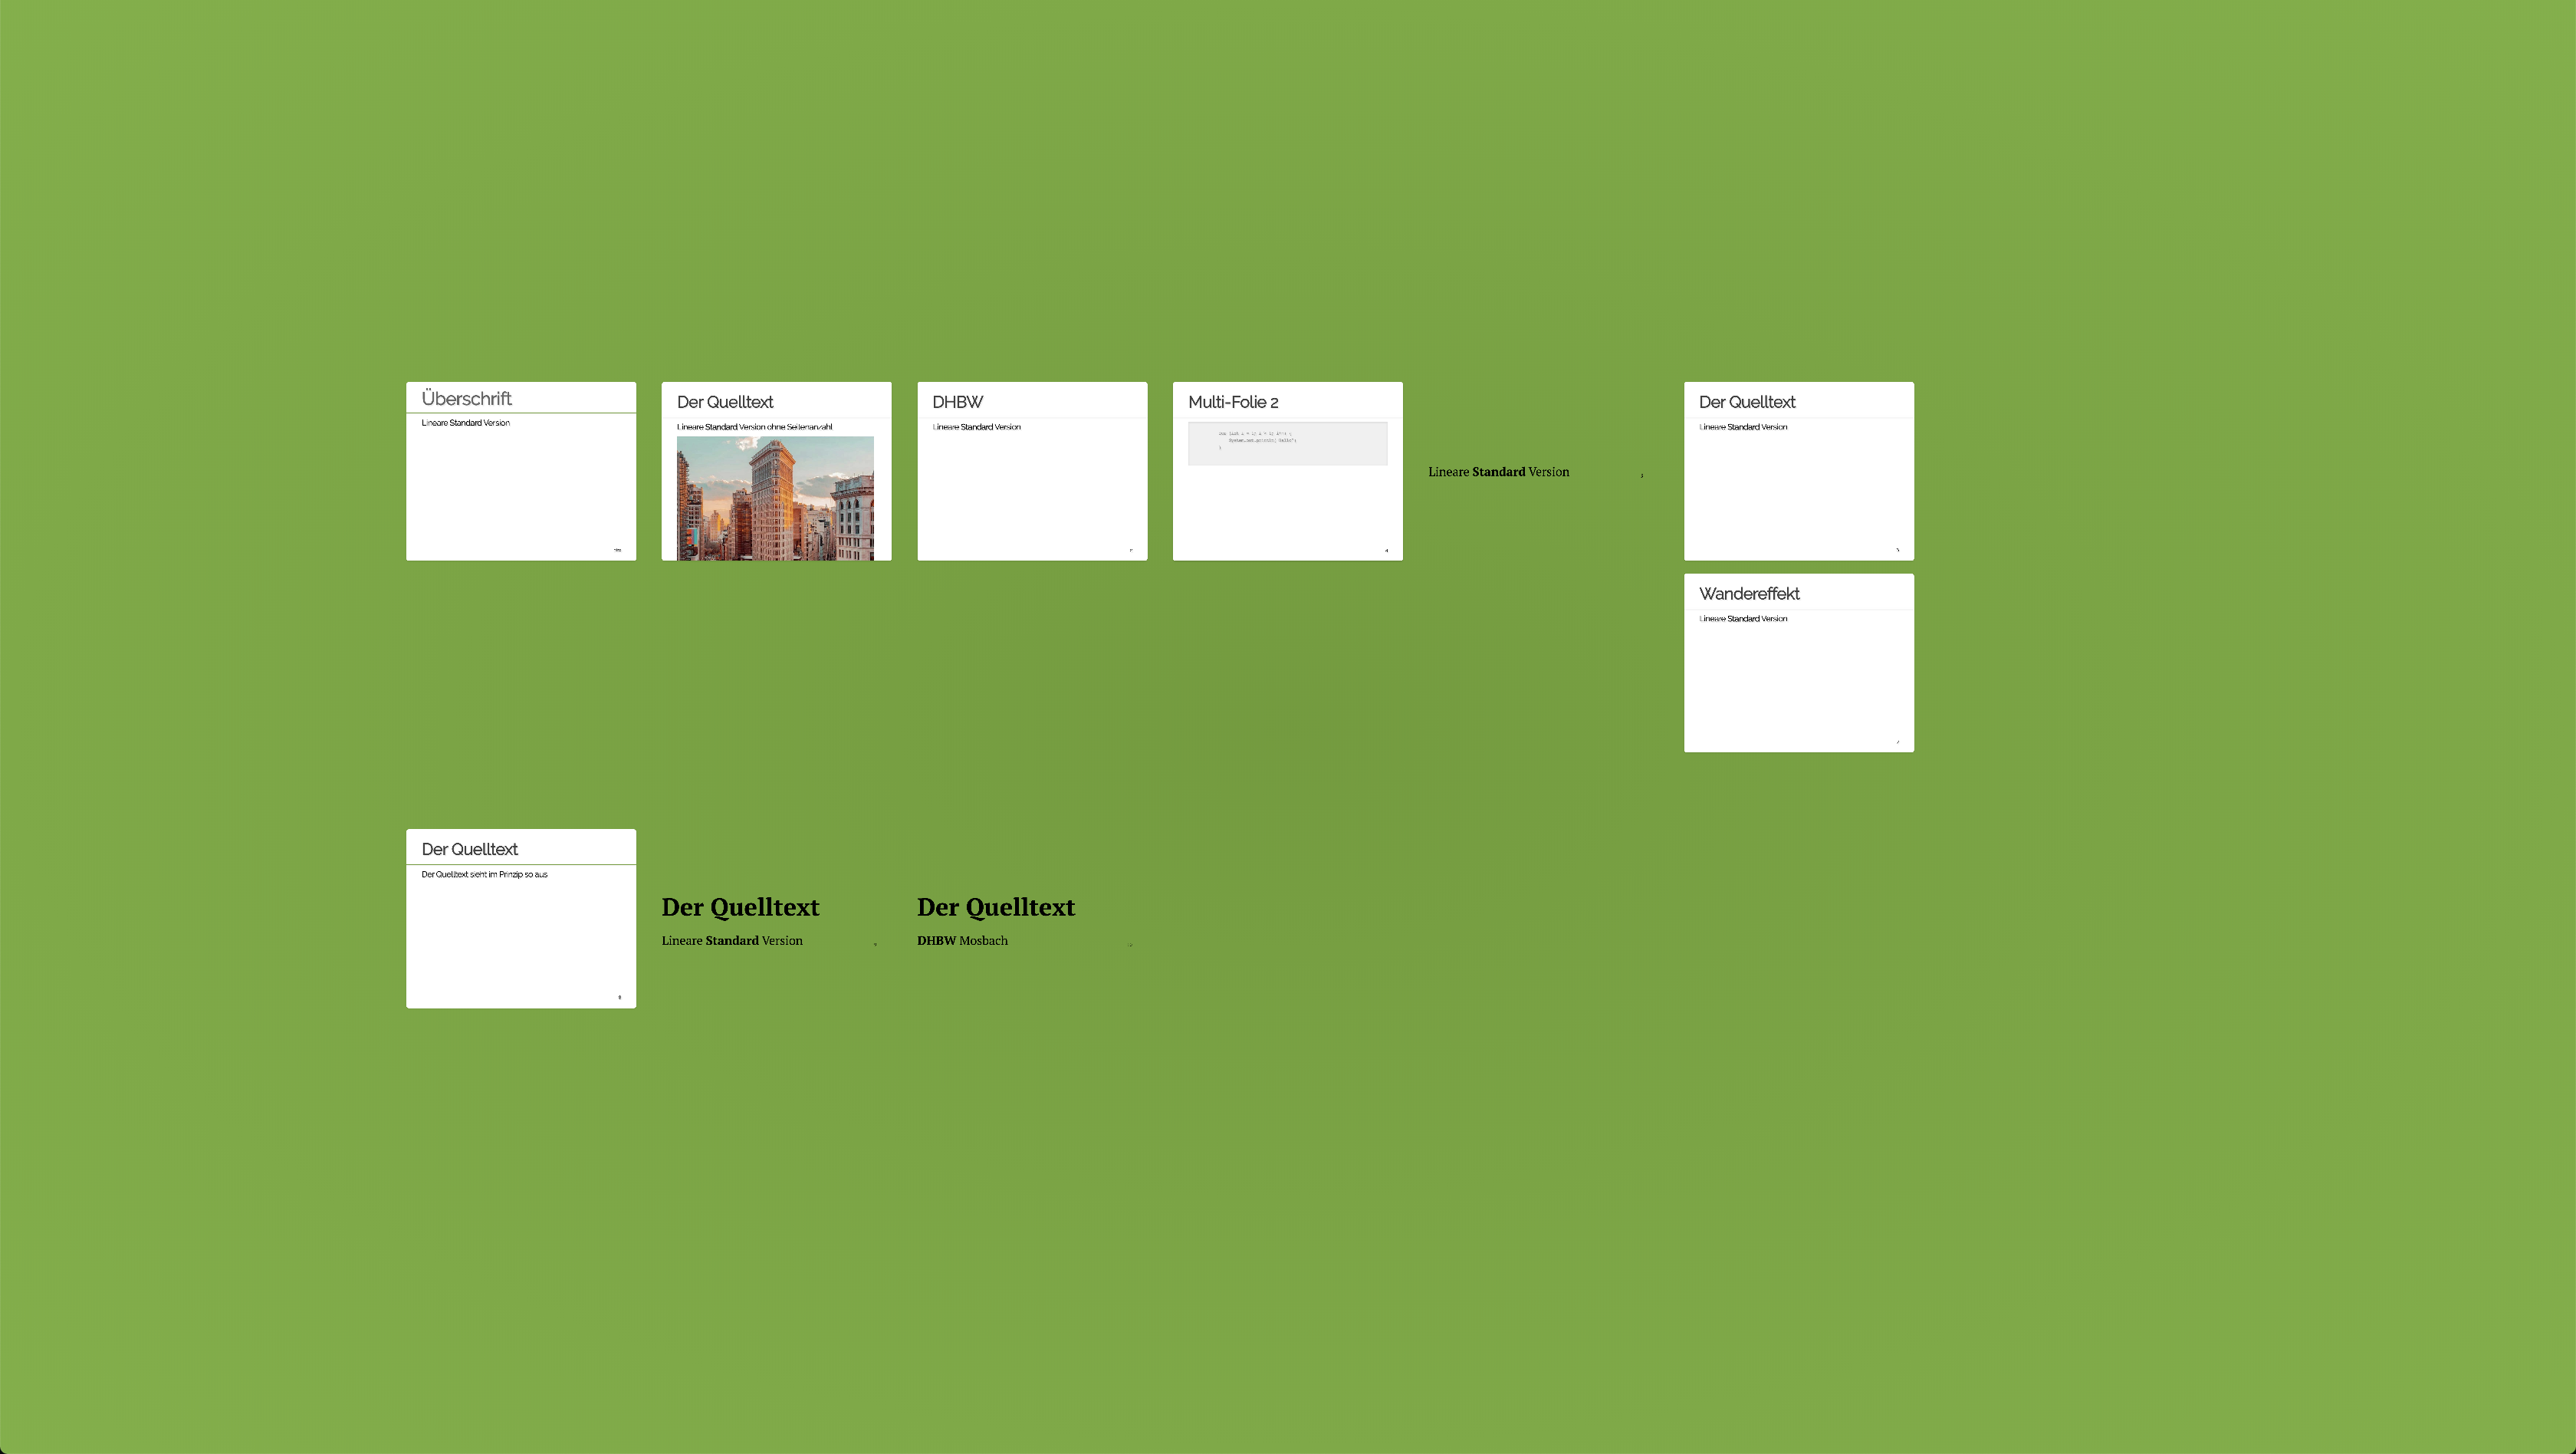 Überschrift
Lineare Standard Version
Der Quelltext
Lineare Standard Version ohne Seitenanzahl
DHBW
Lineare Standard Version
Multi-Folie 2
Lineare Standard Version
Der Quelltext
Lineare Standard Version
Wandereffekt
Lineare Standard Version
Der Quelltext
Der Quelltext sieht im Prinzip so aus
Der Quelltext
Lineare Standard Version
Der Quelltext
DHBW Mosbach